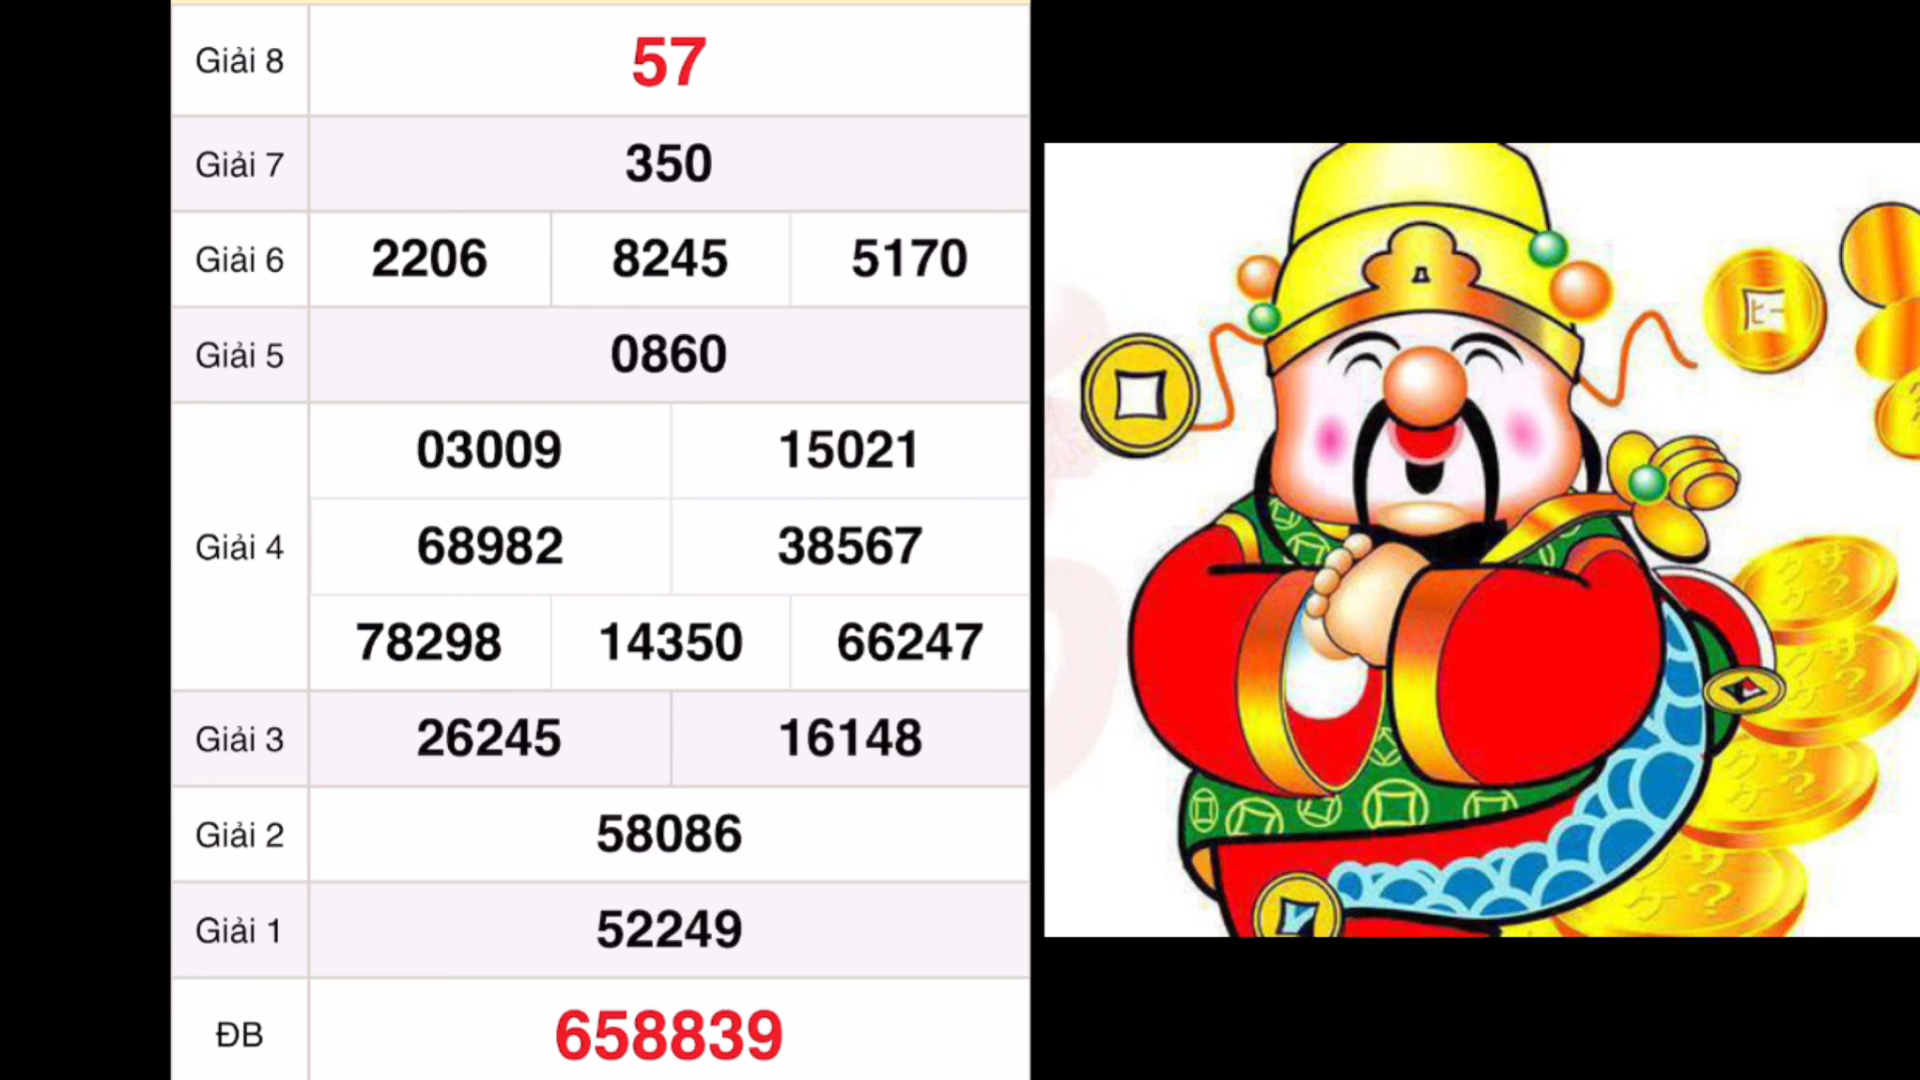 Giải 8 57
Giải 7 350
Giải 6 2206 8245 5170
Giải 5 0860
Giải 4 03009 15021
68982 38567
78298 14350 66247
Giải 3 26245 16148
Giải 2 58086
Giải 1 52249
ĐB 658839